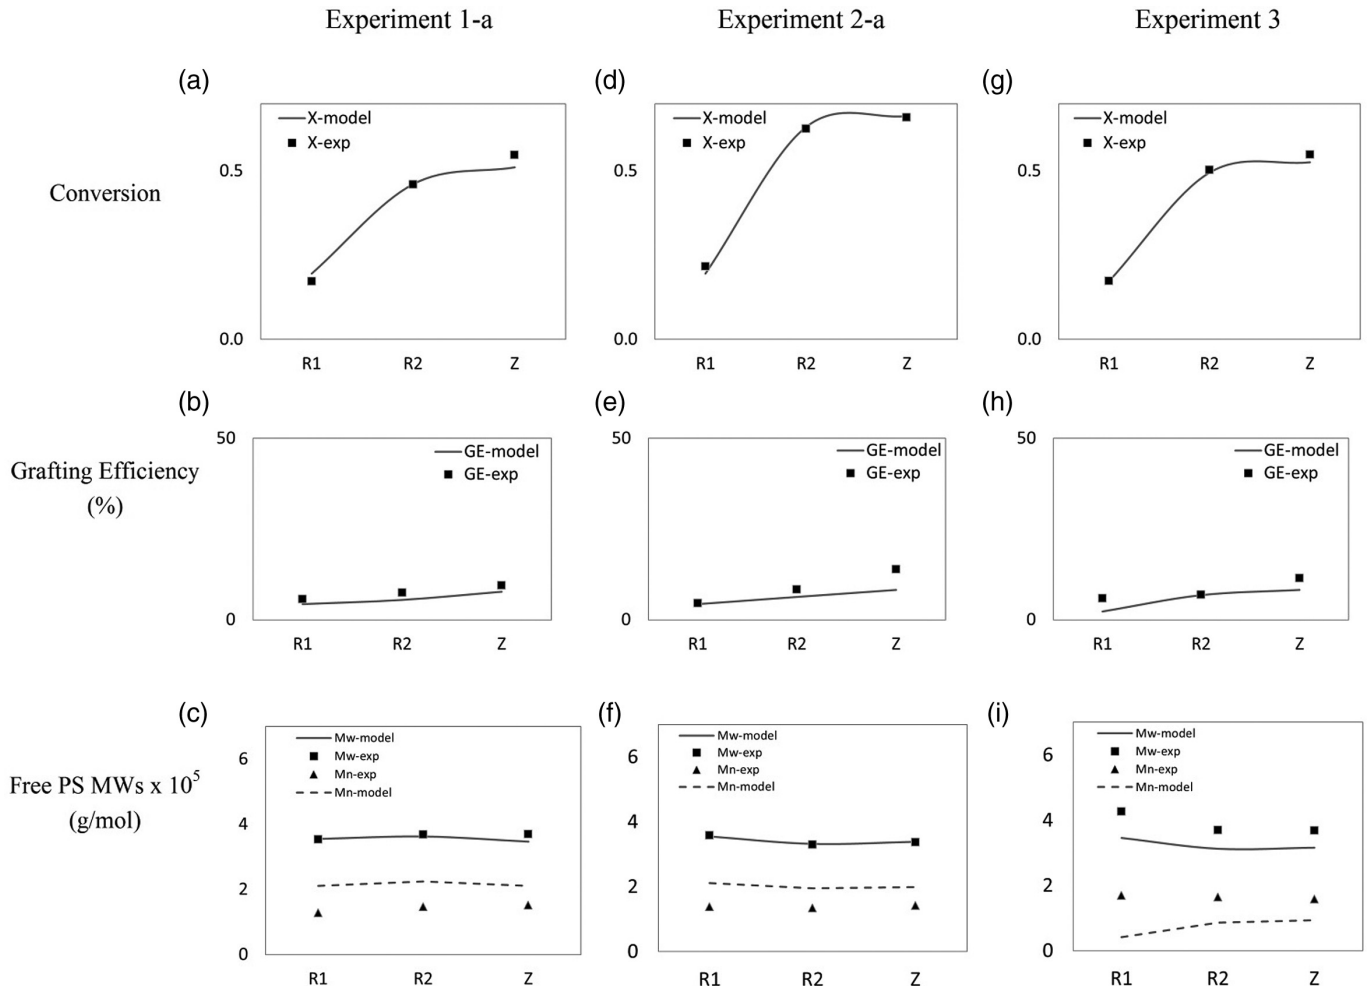 Experiment 1-a
Experiment 2-a
Experiment 3
(a)
(d)
(g)
Conversion
X-model
X-exp
0.5
0.0
R1 R2 Z
X-model
X-exp
0.5
0.0
R1 R2 Z
X-model
X-exp
0.5
0.0
R1 R2 Z
(b)
(e)
(h)
Grafting Efficiency
(%)
50
GE-model
GE-exp
0
R1 R2 Z
50
GE-model
GE-exp
0
R1 R2 Z
50
GE-model
GE-exp
0
R1 R2 Z
(c)
(f)
(i)
Free PS MWs x 10⁵
(g/mol)
Mw-model
Mw-exp
Mn-exp
Mn-model
6
4
2
0
R1 R2 Z
Mw-model
Mw-exp
Mn-exp
Mn-model
6
4
2
0
R1 R2 Z
Mw-model
Mw-exp
Mn-exp
Mn-model
6
4
2
0
R1 R2 Z